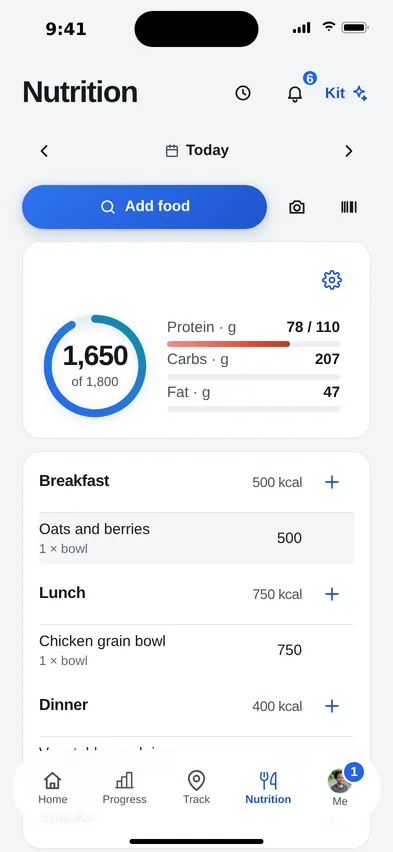 9:41
Nutrition
6
Kit
Today
Add food
1,650
of 1,800
Protein · g 78 / 110
Carbs · g 207
Fat · g 47
Breakfast 500 kcal
Oats and berries
1 × bowl
500
Lunch 750 kcal
Chicken grain bowl
1 × bowl
750
Dinner 400 kcal
Snacks
1
Home Progress Track Nutrition Me